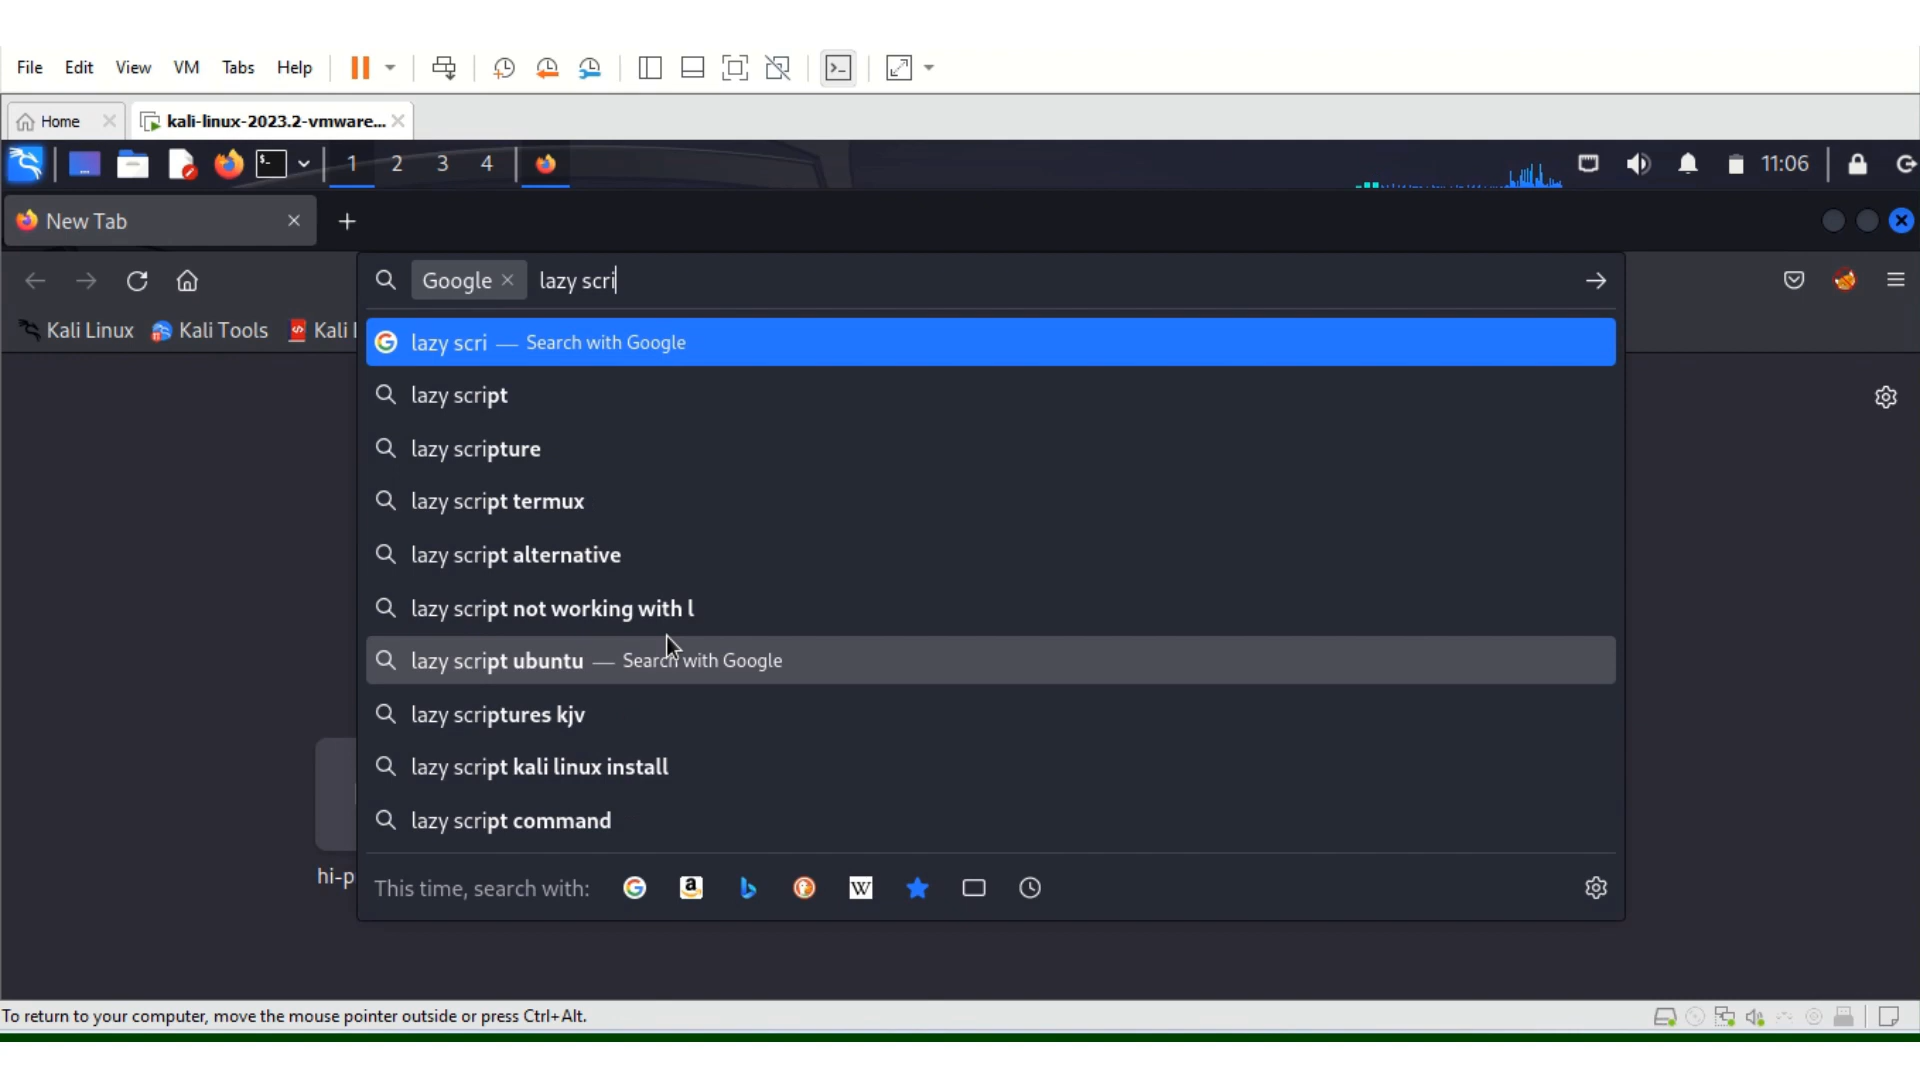 File Edit View VM Tabs Help
Home kali-linux-2023.2-vmware...
1 2 3 4 11:06
New Tab
Google lazy scri
Kali Linux Kali Tools Kali
lazy scri — Search with Google
lazy script
lazy scripture
lazy script termux
lazy script alternative
lazy script not working with l
lazy script ubuntu — Search with Google
lazy scriptures kjv
lazy script kali linux install
lazy script command
hi-p
This time, search with:
To return to your computer, move the mouse pointer outside or press Ctrl+Alt.